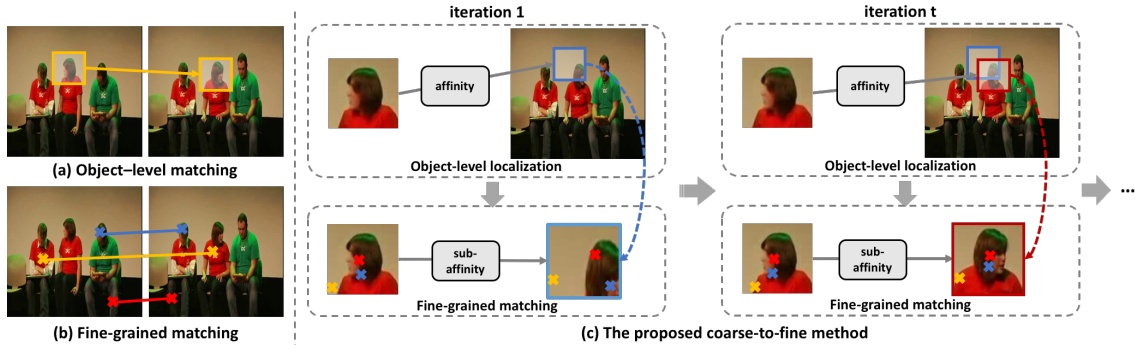 iteration 1
iteration t
affinity
affinity
Object-level localization
Object-level localization
(a) Object–level matching
...
sub-
affinity
sub-
affinity
Fine-grained matching
Fine-grained matching
(b) Fine-grained matching
(c) The proposed coarse-to-fine method